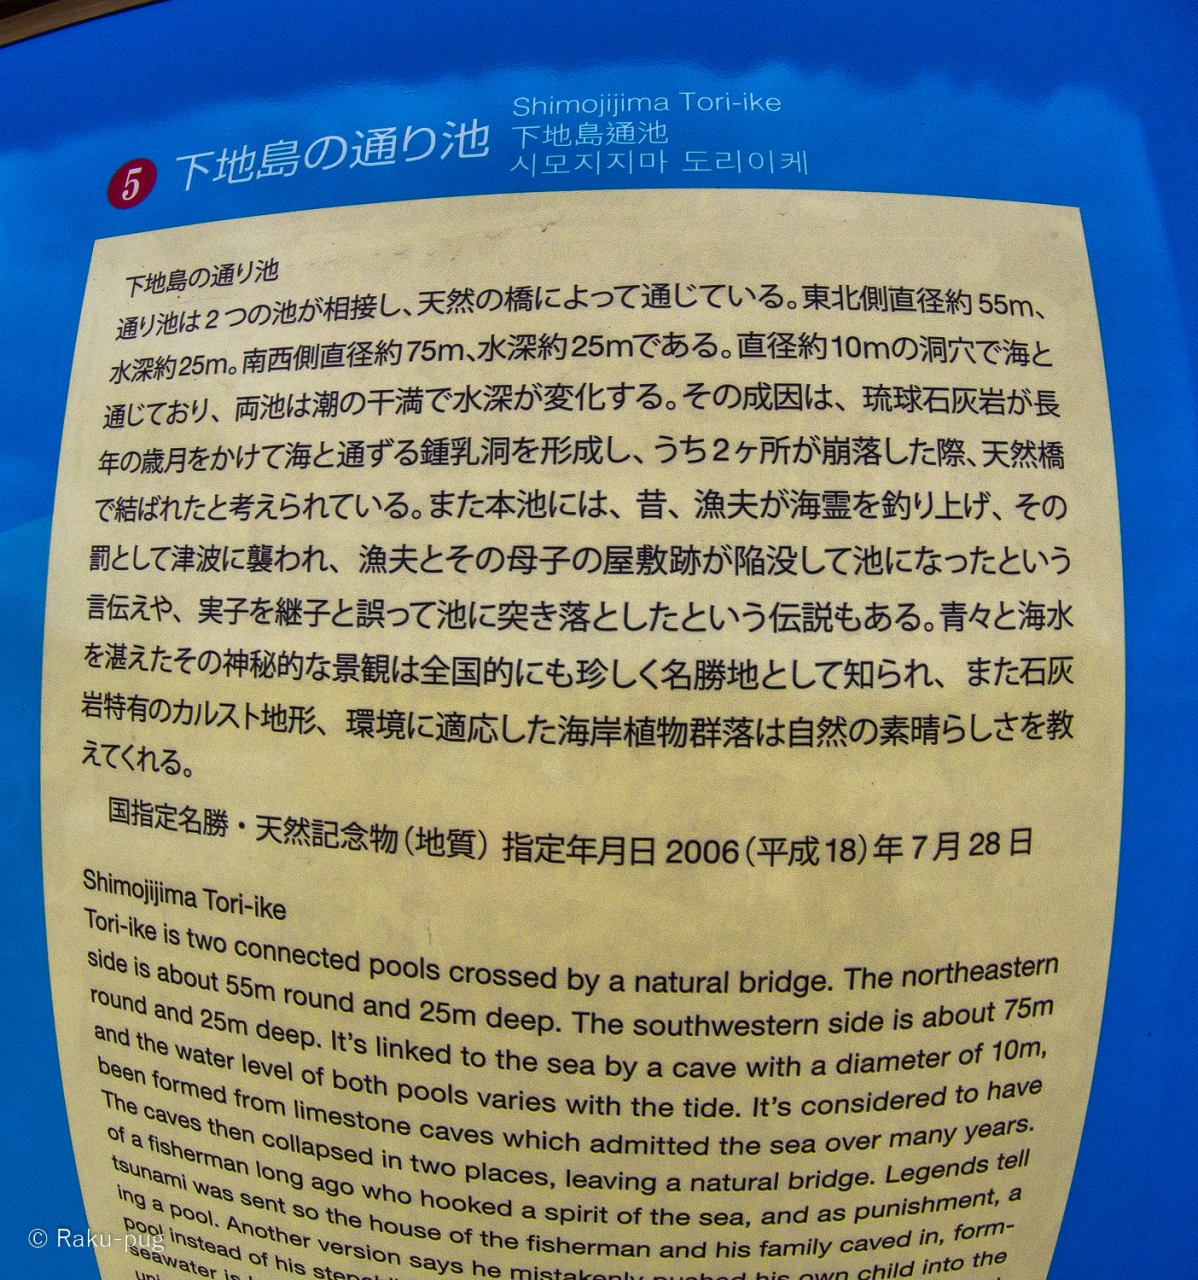 5 下地島の通り池
Shimojijima Tori-ike
下地島通池
시모지지마 도리이케
下地島の通り池
通り池は2つの池が相接し、天然の橋によって通じている。東北側直径約55m、
水深約25m。南西側直径約75m、水深約25mである。直径約10mの洞穴で海と
通じており、両池は潮の干満で水深が変化する。その成因は、琉球石灰岩が長
年の歳月をかけて海と通ずる鍾乳洞を形成し、うち2ヶ所が崩落した際、天然橋
で結ばれたと考えられている。また本池には、昔、漁夫が海霊を釣り上げ、その
罰として津波に襲われ、漁夫とその母子の屋敷跡が陥没して池になったという
言伝えや、実子を継子と誤って池に突き落としたという伝説もある。青々と海水
を湛えたその神秘的な景観は全国的にも珍しく名勝地として知られ、また石灰
岩特有のカルスト地形、環境に適応した海岸植物群落は自然の素晴らしさを教
えてくれる。
国指定名勝・天然記念物(地質) 指定年月日 2006(平成18)年7月28日
Shimojijima Tori-ike
Tori-ike is two connected pools crossed by a natural bridge. The northeastern
side is about 55m round and 25m deep. The southwestern side is about 75m
round and 25m deep. It's linked to the sea by a cave with a diameter of 10m,
and the water level of both pools varies with the tide. It's considered to have
been formed from limestone caves which admitted the sea over many years.
The caves then collapsed in two places, leaving a natural bridge. Legends tell
of a fisherman long ago who hooked a spirit of the sea, and as punishment, a
tsunami was sent so the house of the fisherman and his family caved in, form-
ing a pool. Another version says he mistakenly pushed his own child into the
pool instead of his
seawater is
© Raku-pug